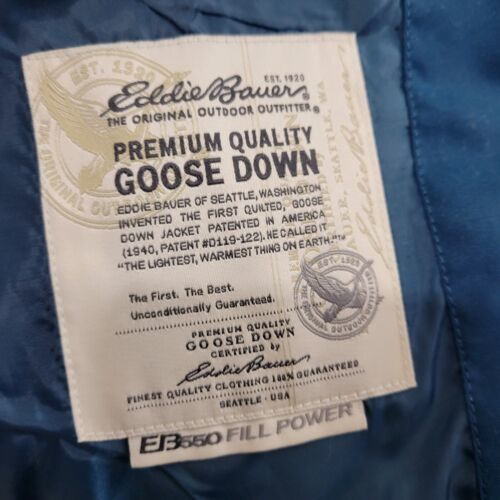 EST. 1920
Eddie Bauer®
THE ORIGINAL OUTDOOR OUTFITTER®
PREMIUM QUALITY
GOOSE DOWN
EDDIE BAUER OF SEATTLE, WASHINGTON
INVENTED THE FIRST QUILTED, GOOSE
DOWN JACKET PATENTED IN AMERICA
(1940, PATENT #D119-122). HE CALLED IT
"THE LIGHTEST, WARMEST THING ON EARTH."™
The First. The Best.
Unconditionally Guaranteed.
PREMIUM QUALITY
GOOSE DOWN
CERTIFIED by
Eddie Bauer
FINEST QUALITY CLOTHING 100% GUARANTEED
SEATTLE · USA
EB550 FILL POWER